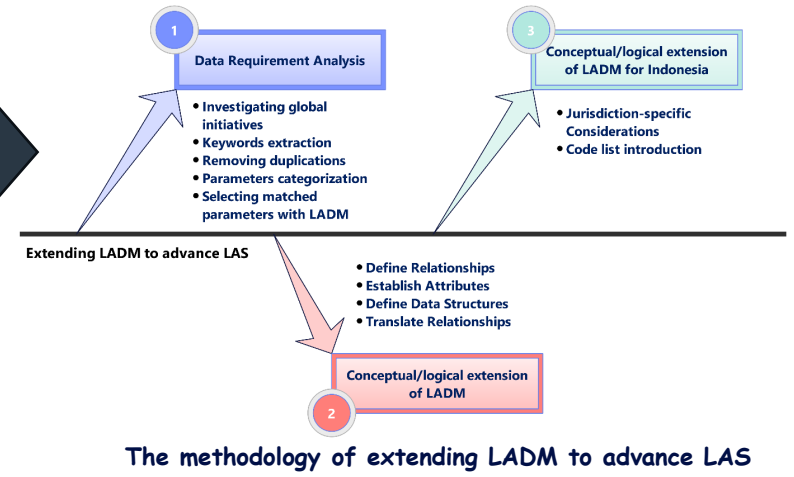 1
Data Requirement Analysis
• Investigating global
initiatives
• Keywords extraction
• Removing duplications
• Parameters categorization
• Selecting matched
parameters with LADM
3
Conceptual/logical extension
of LADM for Indonesia
• Jurisdiction-specific
Considerations
• Code list introduction
Extending LADM to advance LAS
• Define Relationships
• Establish Attributes
• Define Data Structures
• Translate Relationships
Conceptual/logical extension
of LADM
2
The methodology of extending LADM to advance LAS